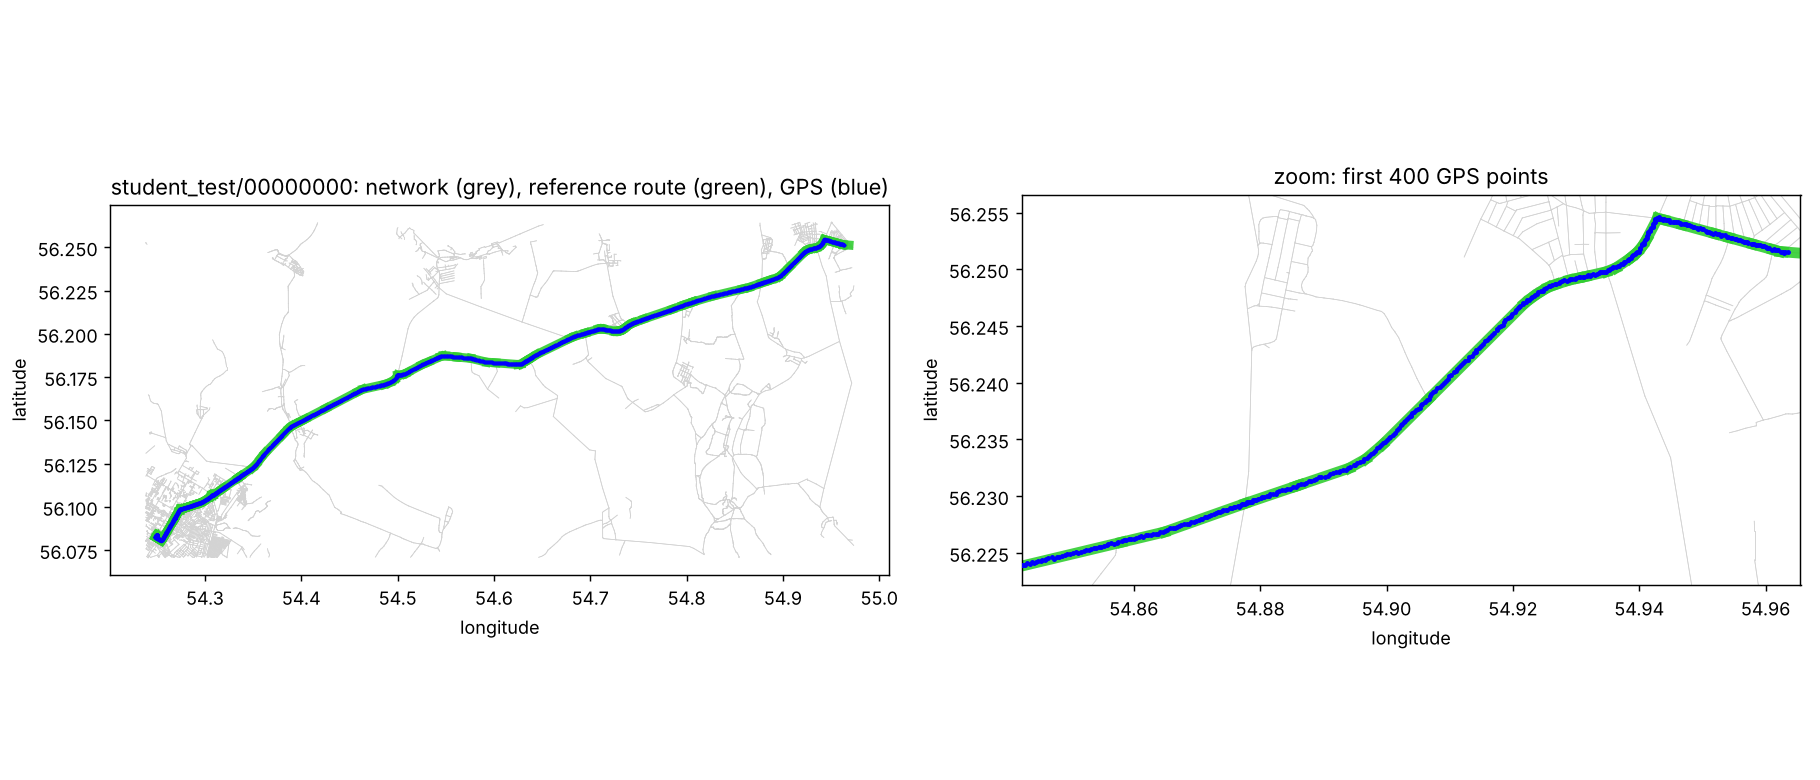 student_test/00000000: network (grey), reference route (green), GPS (blue)
56.250
56.225
56.200
56.175
56.150
56.125
56.100
56.075
latitude
54.3 54.4 54.5 54.6 54.7 54.8 54.9 55.0
longitude
zoom: first 400 GPS points
56.255
56.250
56.245
56.240
56.235
56.230
56.225
latitude
54.86 54.88 54.90 54.92 54.94 54.96
longitude